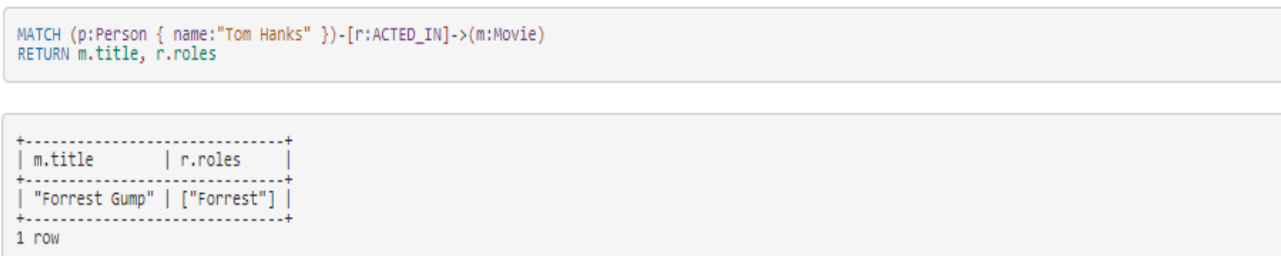 MATCH (p:Person { name:"Tom Hanks" })-[r:ACTED_IN]->(m:Movie)
RETURN m.title, r.roles
+------------------------------+
| m.title        | r.roles     |
+------------------------------+
| "Forrest Gump" | ["Forrest"] |
+------------------------------+
1 row